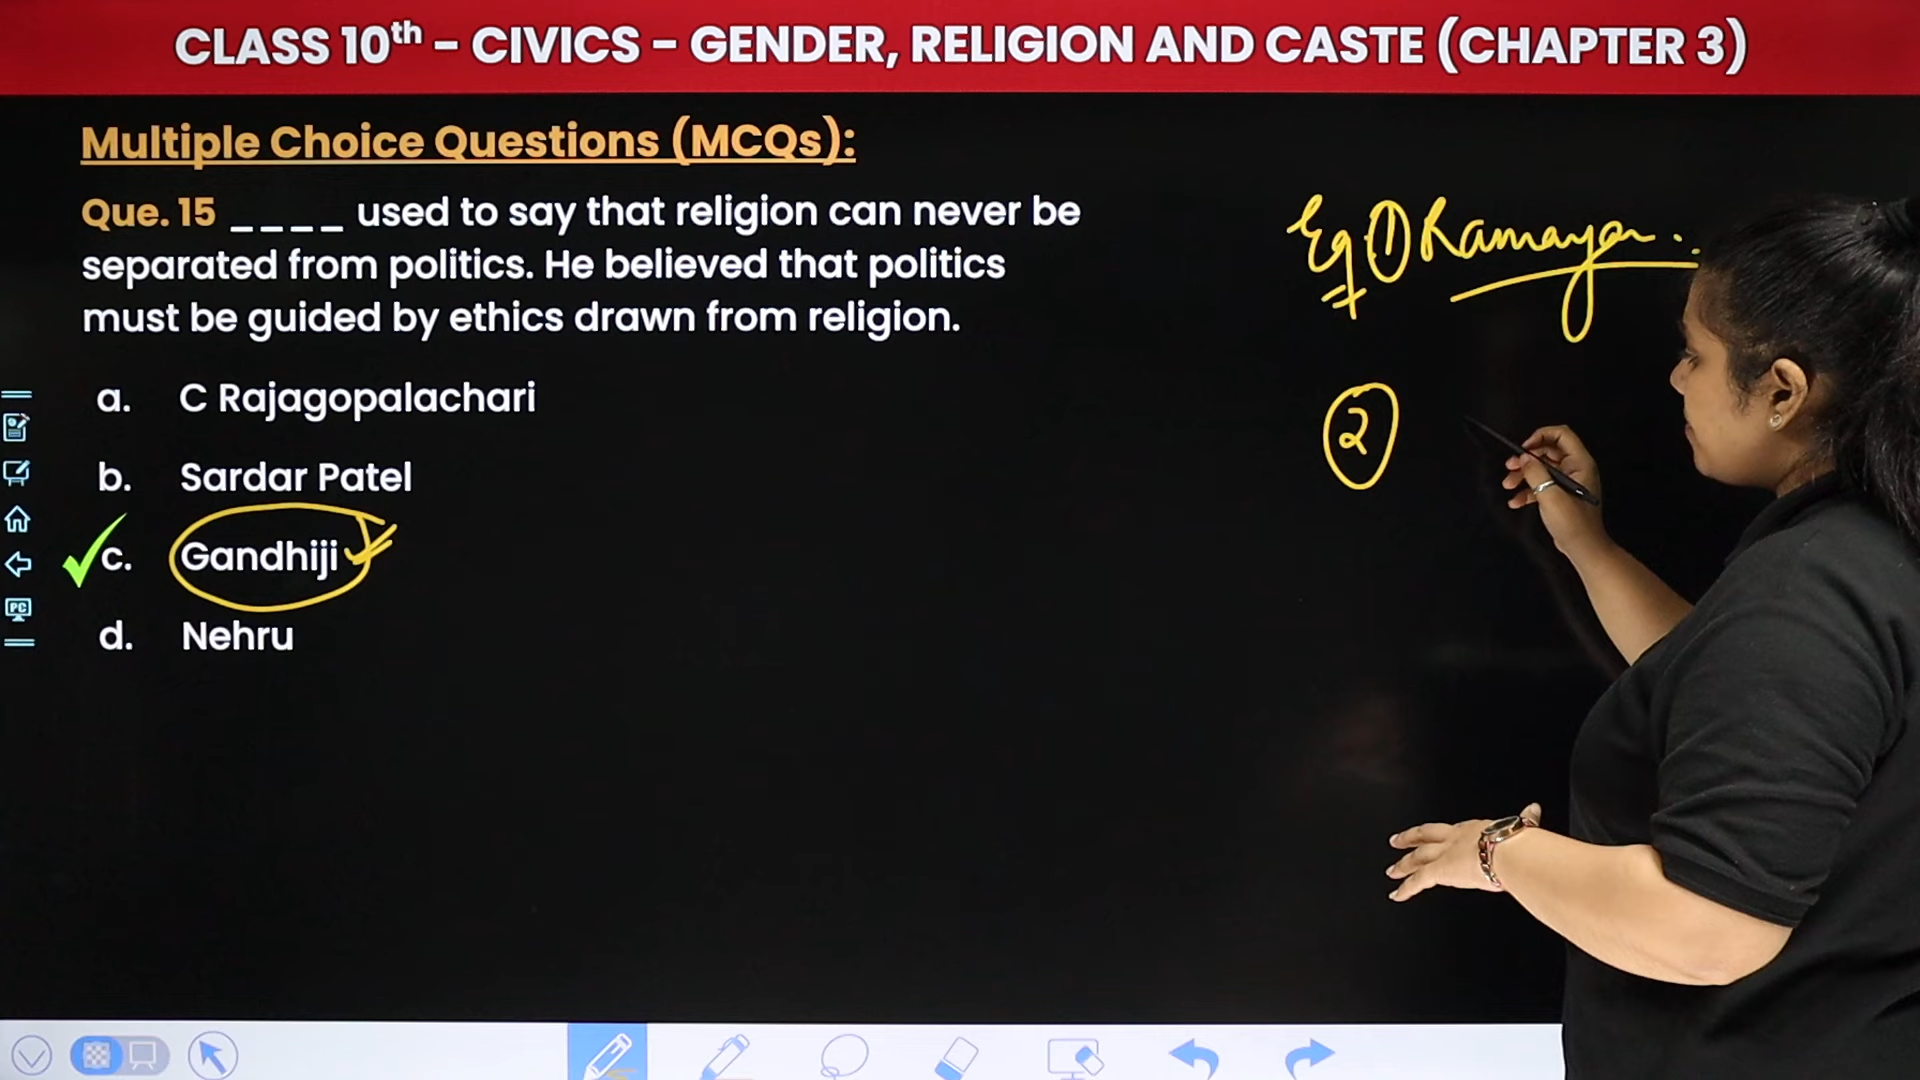 CLASS 10th - CIVICS - GENDER, RELIGION AND CASTE (CHAPTER 3)
Multiple Choice Questions (MCQs):
Que. 15 ____ used to say that religion can never be
separated from politics. He believed that politics
must be guided by ethics drawn from religion.
a. C Rajagopalachari
b. Sardar Patel
c. Gandhiji
d. Nehru
Eg ① Ramayan..
②
PC